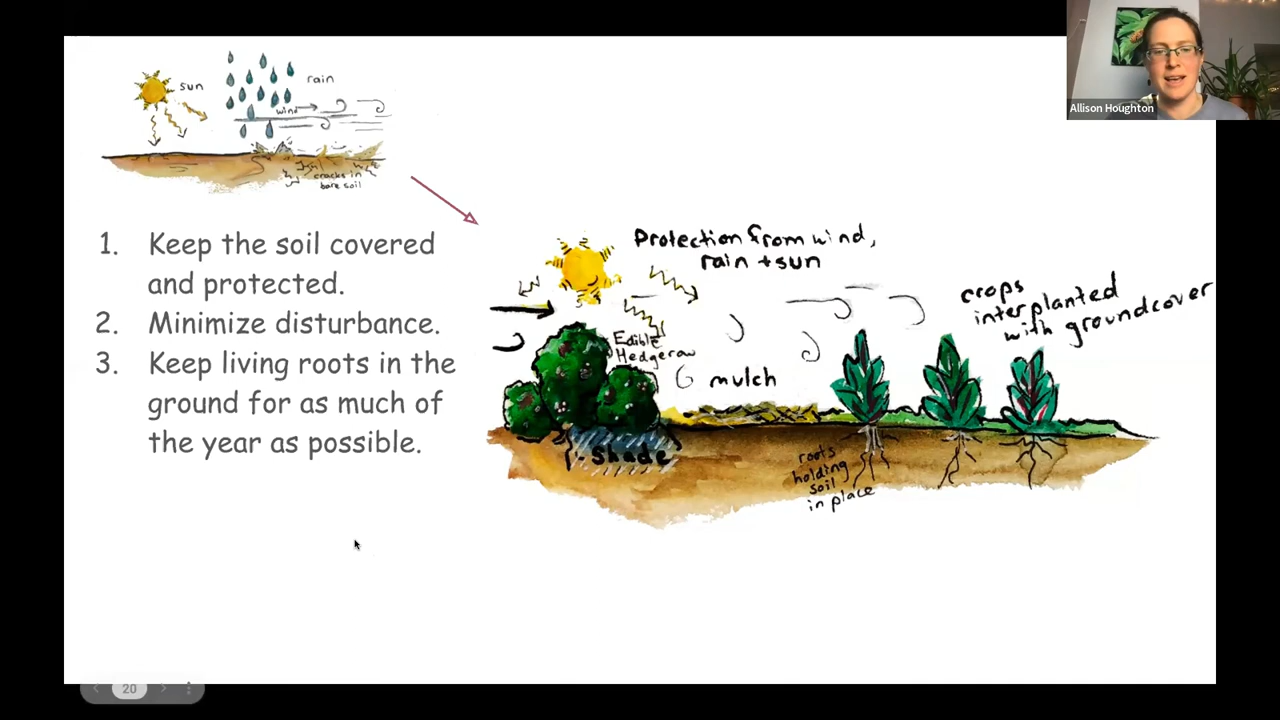 Allison Houghton
sun
rain
wind
cracks in
bare soil
1. Keep the soil covered
and protected.
2. Minimize disturbance.
3. Keep living roots in the
ground for as much of
the year as possible.
Protection from wind,
rain + sun
crops
interplanted
with groundcover
Edible
Hedgerow
mulch
Shade
roots
holding
soil
in place
20